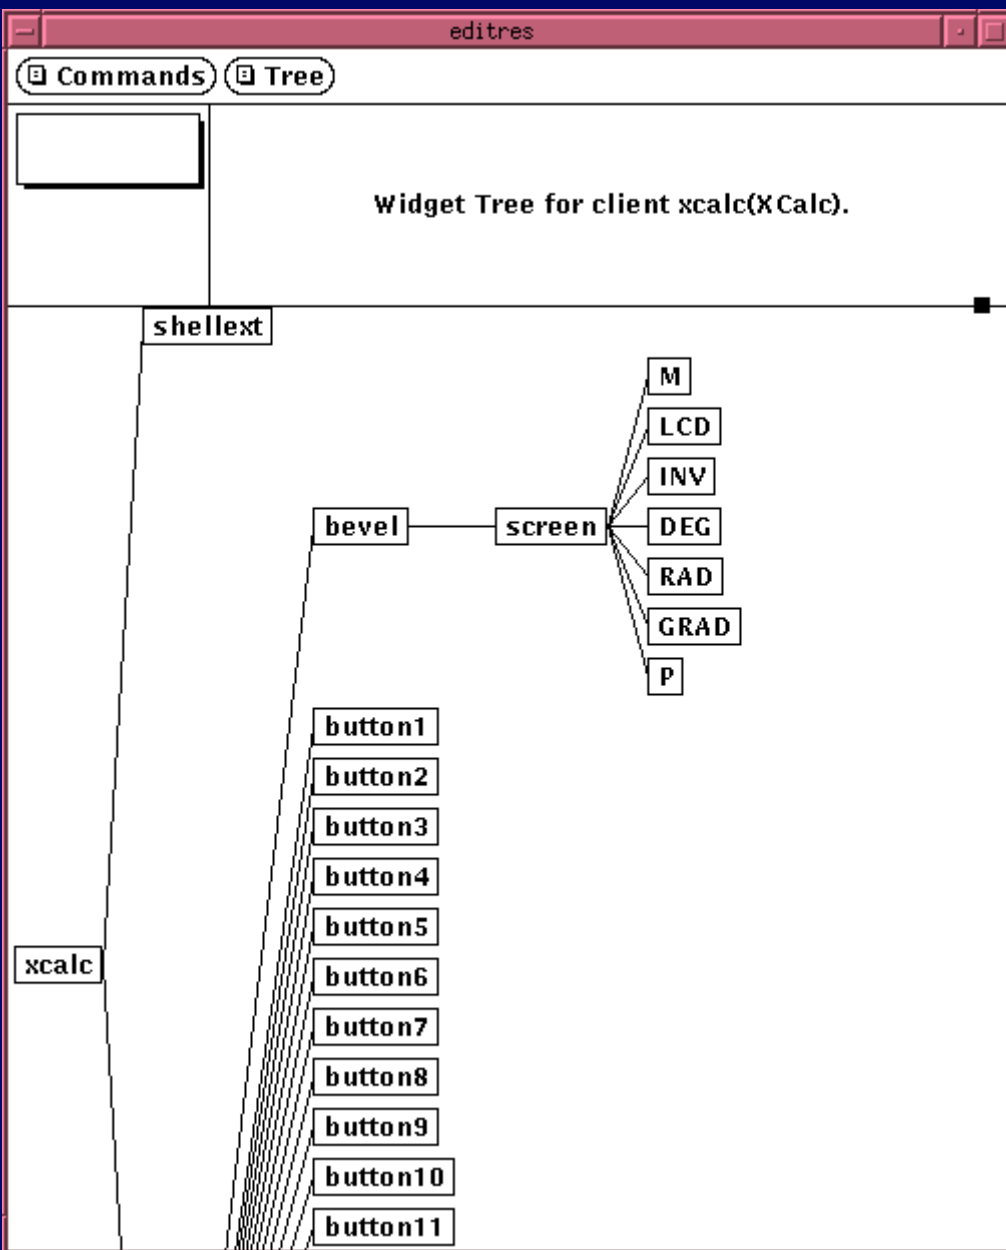 editres
Commands Tree
Widget Tree for client xcalc(XCalc).
shellext
M
LCD
INV
bevel screen DEG
RAD
GRAD
P
button1
button2
button3
button4
button5
xcalc
button6
button7
button8
button9
button10
button11